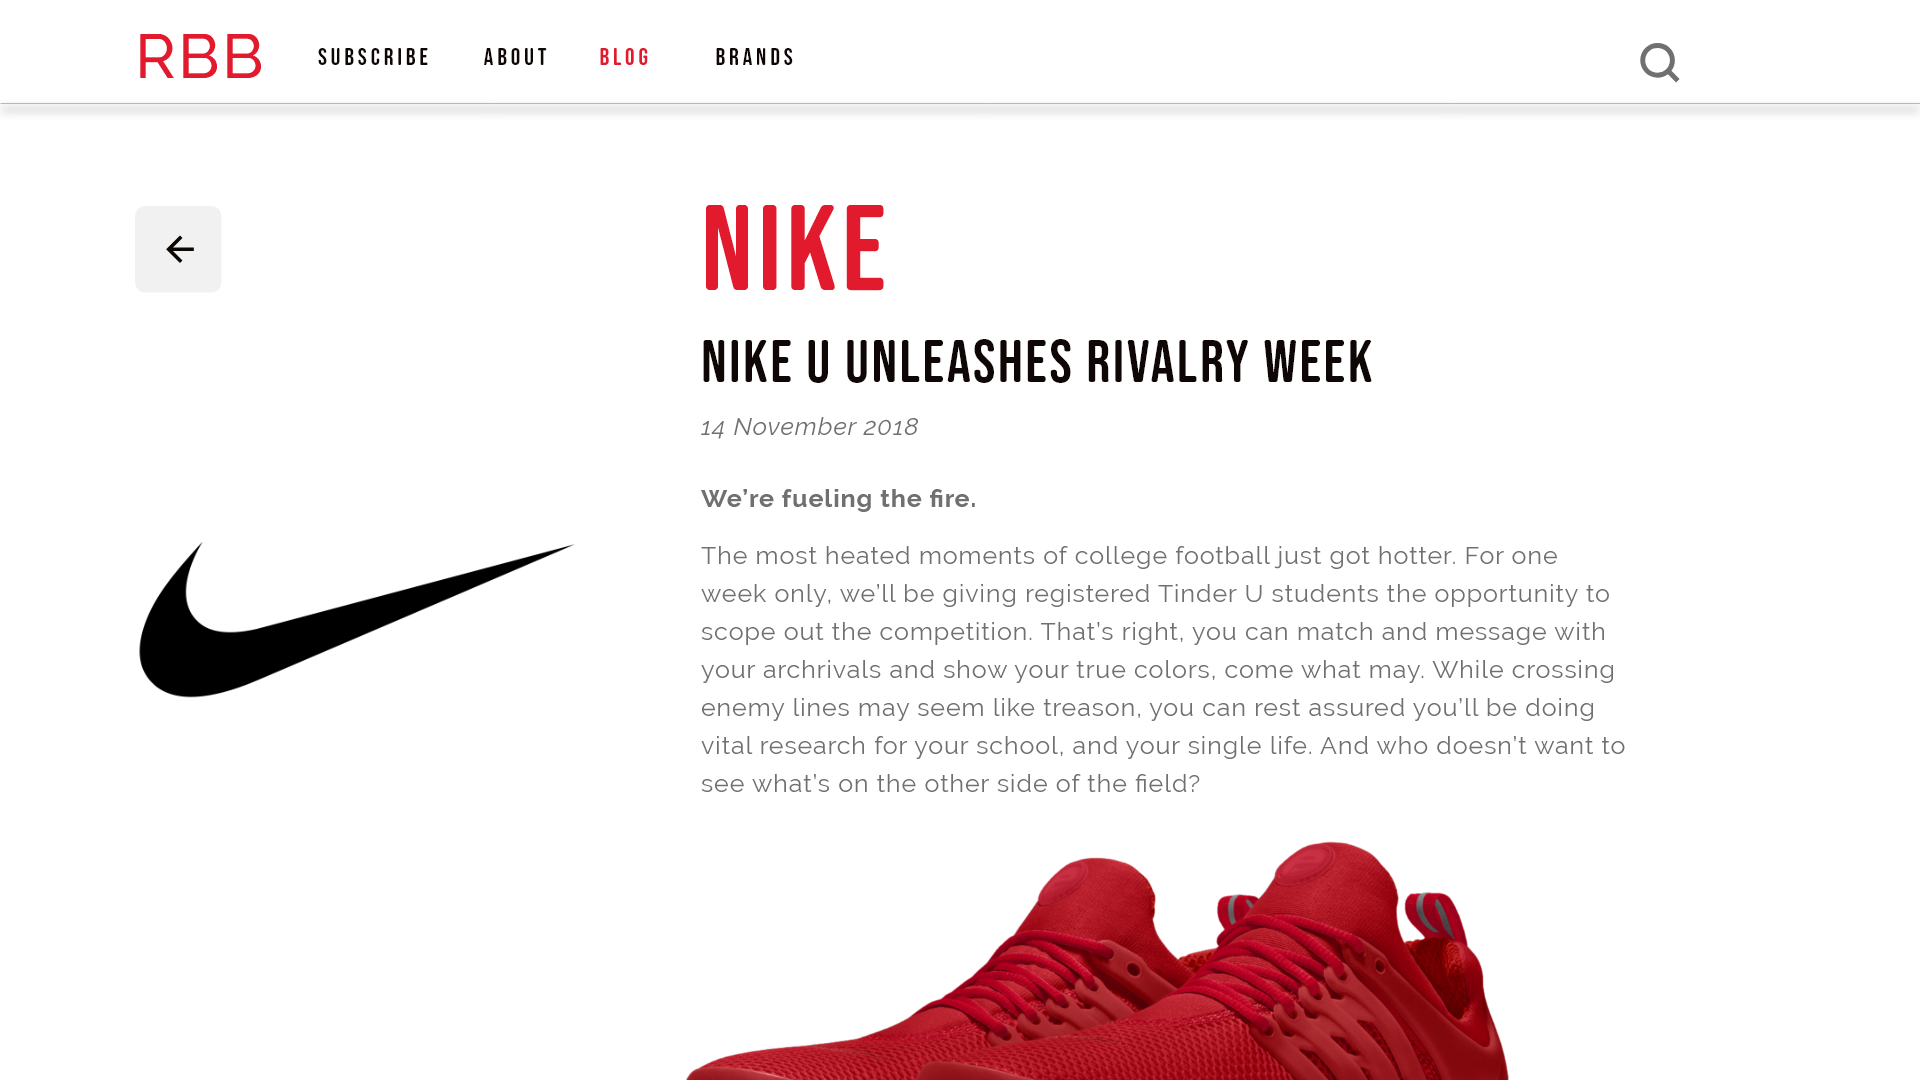 RBB
SUBSCRIBE
ABOUT
BLOG
BRANDS
NIKE
NIKE U UNLEASHES RIVALRY WEEK
14 November 2018
We’re fueling the fire.
The most heated moments of college football just got hotter. For one
week only, we’ll be giving registered Tinder U students the opportunity to
scope out the competition. That’s right, you can match and message with
your archrivals and show your true colors, come what may. While crossing
enemy lines may seem like treason, you can rest assured you’ll be doing
vital research for your school, and your single life. And who doesn’t want to
see what’s on the other side of the field?